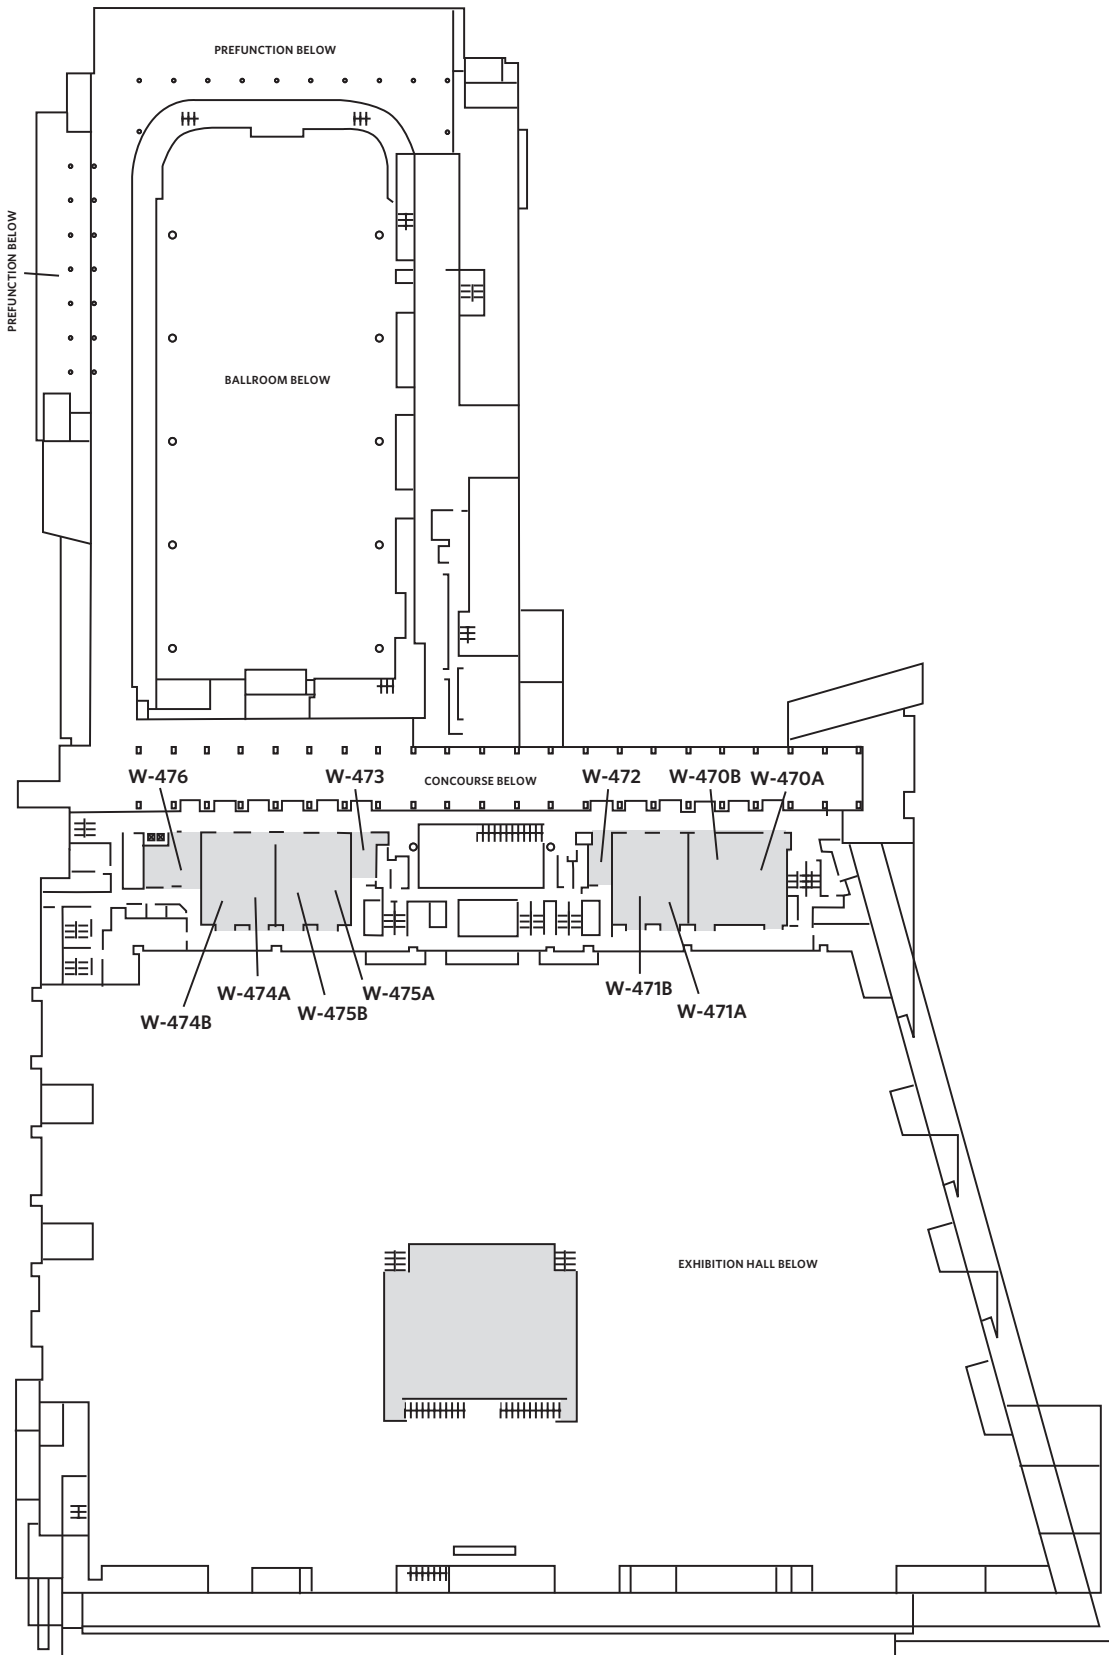 PREFUNCTION BELOW
PREFUNCTION BELOW
BALLROOM BELOW
W-476
W-473
CONCOURSE BELOW
W-472
W-470B
W-470A
W-474B
W-474A
W-475B
W-475A
W-471B
W-471A
EXHIBITION HALL BELOW